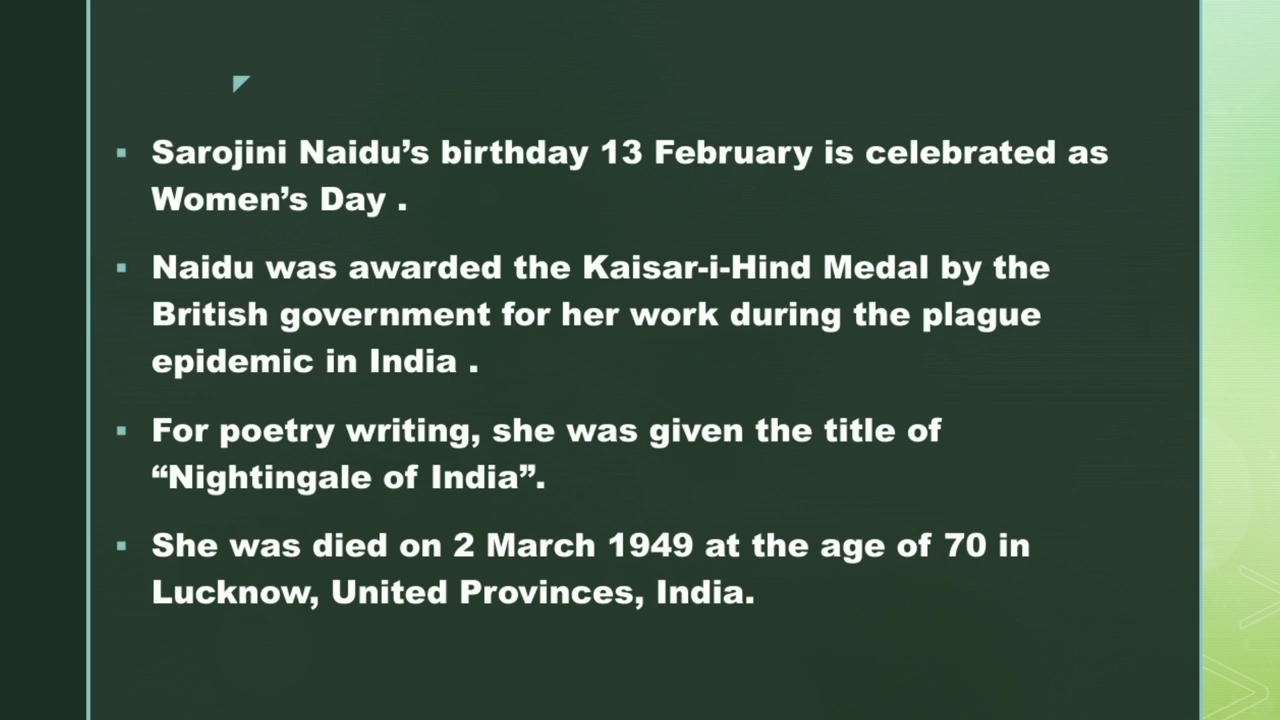 Sarojini Naidu’s birthday 13 February is celebrated as
Women’s Day .
Naidu was awarded the Kaisar-i-Hind Medal by the
British government for her work during the plague
epidemic in India .
For poetry writing, she was given the title of
“Nightingale of India”.
She was died on 2 March 1949 at the age of 70 in
Lucknow, United Provinces, India.